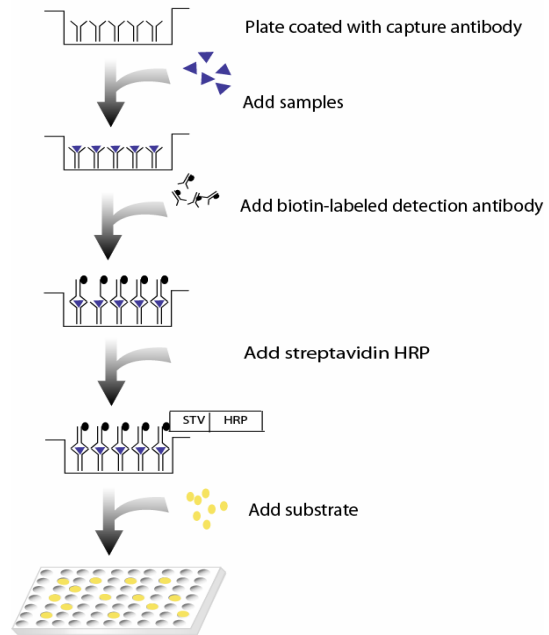 Plate coated with capture antibody
Add samples
Add biotin-labeled detection antibody
Add streptavidin HRP
STV HRP
Add substrate